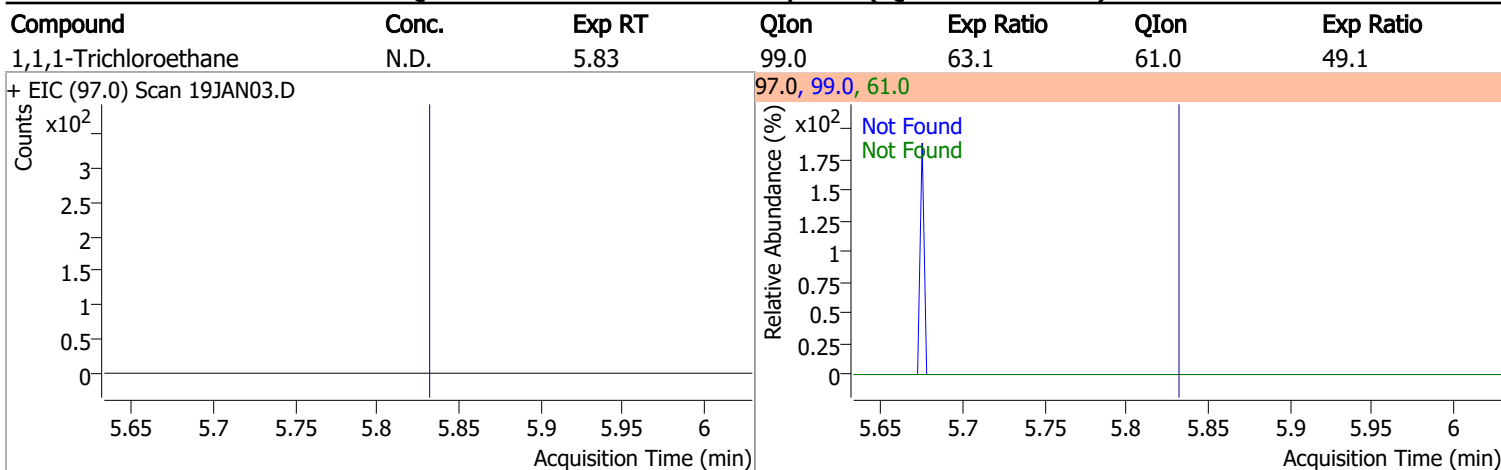 Compound Conc. Exp RT QIon Exp Ratio QIon Exp Ratio
1,1,1-Trichloroethane N.D. 5.83 99.0 63.1 61.0 49.1
+ EIC (97.0) Scan 19JAN03.D
Counts
x10²
3
2.5
2
1.5
1
0.5
0
5.65 5.7 5.75 5.8 5.85 5.9 5.95 6
Acquisition Time (min)
97.0, 99.0, 61.0
Relative Abundance (%)
x10²
Not Found
Not Found
1.75
1.5
1.25
1
0.75
0.5
0.25
0
5.65 5.7 5.75 5.8 5.85 5.9 5.95 6
Acquisition Time (min)